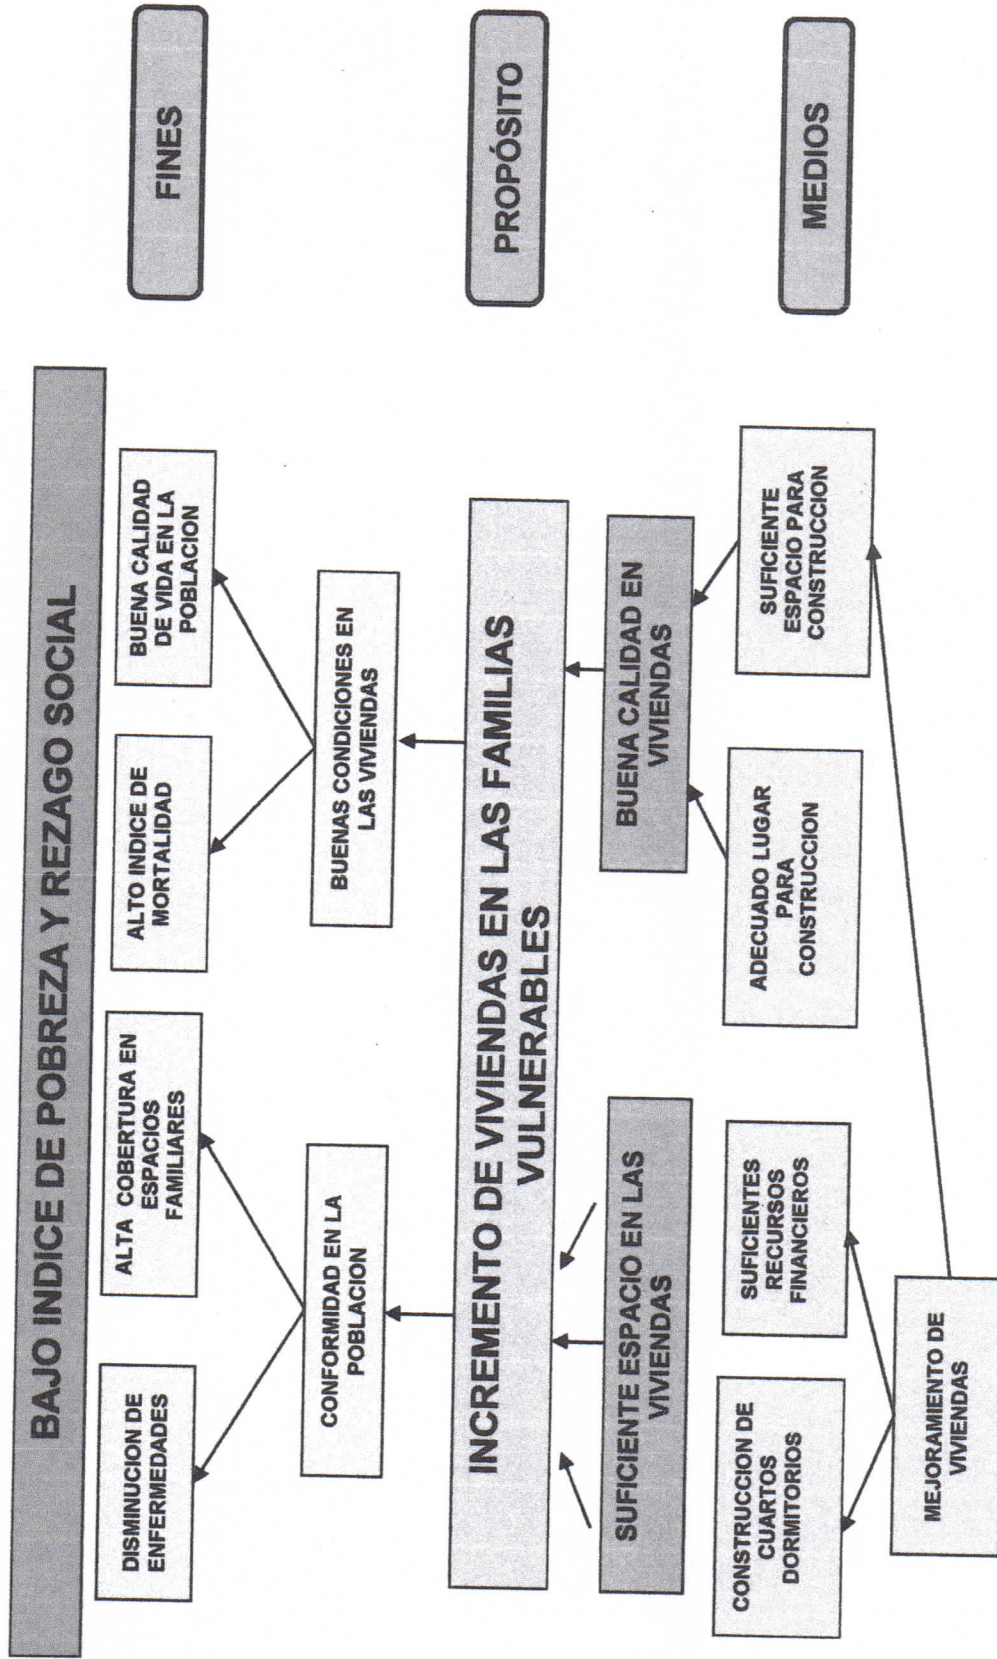 BAJO INDICE DE POBREZA Y REZAGO SOCIAL
FINES
DISMINUCION DE
ENFERMEDADES
ALTA COBERTURA EN
ESPACIOS
FAMILIARES
ALTO INDICE DE
MORTALIDAD
BUENA CALIDAD
DE VIDA EN LA
POBLACION
CONFORMIDAD EN LA
POBLACION
BUENAS CONDICIONES EN
LAS VIVIENDAS
INCREMENTO DE VIVIENDAS EN LAS FAMILIAS
VULNERABLES
PROPÓSITO
SUFICIENTE ESPACIO EN LAS
VIVIENDAS
BUENA CALIDAD EN
VIVIENDAS
CONSTRUCCION DE
CUARTOS
DORMITORIOS
SUFICIENTES
RECURSOS
FINANCIEROS
ADECUADO LUGAR
PARA
CONSTRUCCION
SUFICIENTE
ESPACIO PARA
CONSTRUCCION
MEDIOS
MEJORAMIENTO DE
VIVIENDAS